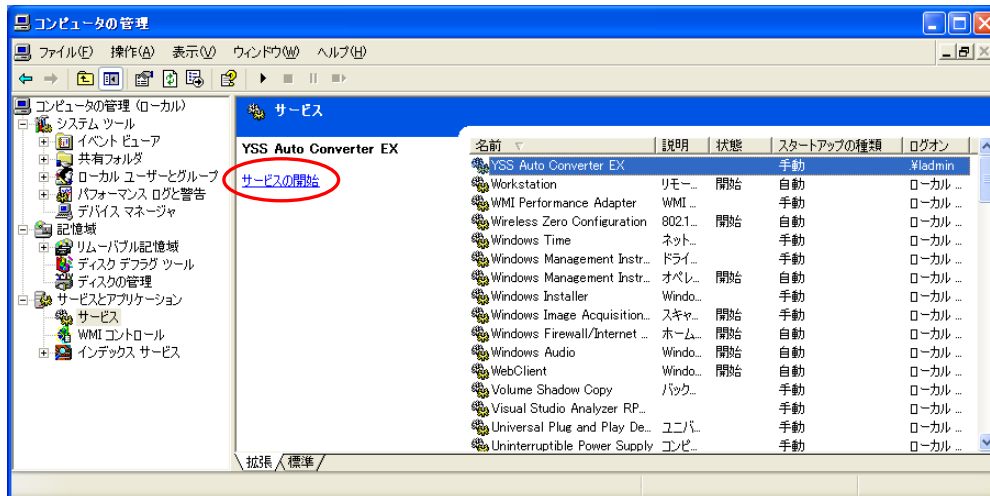 コンピュータの管理
ファイル(F) 操作(A) 表示(V) ウィンドウ(W) ヘルプ(H)
コンピュータの管理 (ローカル)
システム ツール
イベント ビューア
共有フォルダ
ローカル ユーザーとグループ
パフォーマンス ログと警告
デバイス マネージャ
記憶域
リムーバブル記憶域
ディスク デフラグ ツール
ディスクの管理
サービスとアプリケーション
サービス
WMI コントロール
インデックス サービス
サービス
YSS Auto Converter EX
サービスの開始
名前 説明 状態 スタートアップの種類 ログオン
YSS Auto Converter EX 手動 .¥ladmin
Workstation リモー... 開始 自動 ローカル ...
WMI Performance Adapter WMI ... 手動 ローカル ...
Wireless Zero Configuration 802.1... 開始 自動 ローカル ...
Windows Time ネット... 手動 ローカル ...
Windows Management Instr... ドライ... 手動 ローカル ...
Windows Management Instr... オペレ... 開始 自動 ローカル ...
Windows Installer Windo... 手動 ローカル ...
Windows Image Acquisition... スキャ... 開始 手動 ローカル ...
Windows Firewall/Internet ... ホーム... 開始 自動 ローカル ...
Windows Audio Windo... 開始 自動 ローカル ...
WebClient Windo... 開始 自動 ローカル ...
Volume Shadow Copy バック... 手動 ローカル ...
Visual Studio Analyzer RP... 手動 ローカル ...
Universal Plug and Play De... ユニバ... 手動 ローカル ...
Uninterruptible Power Supply コンピ... 手動 ローカル ...
拡張 標準